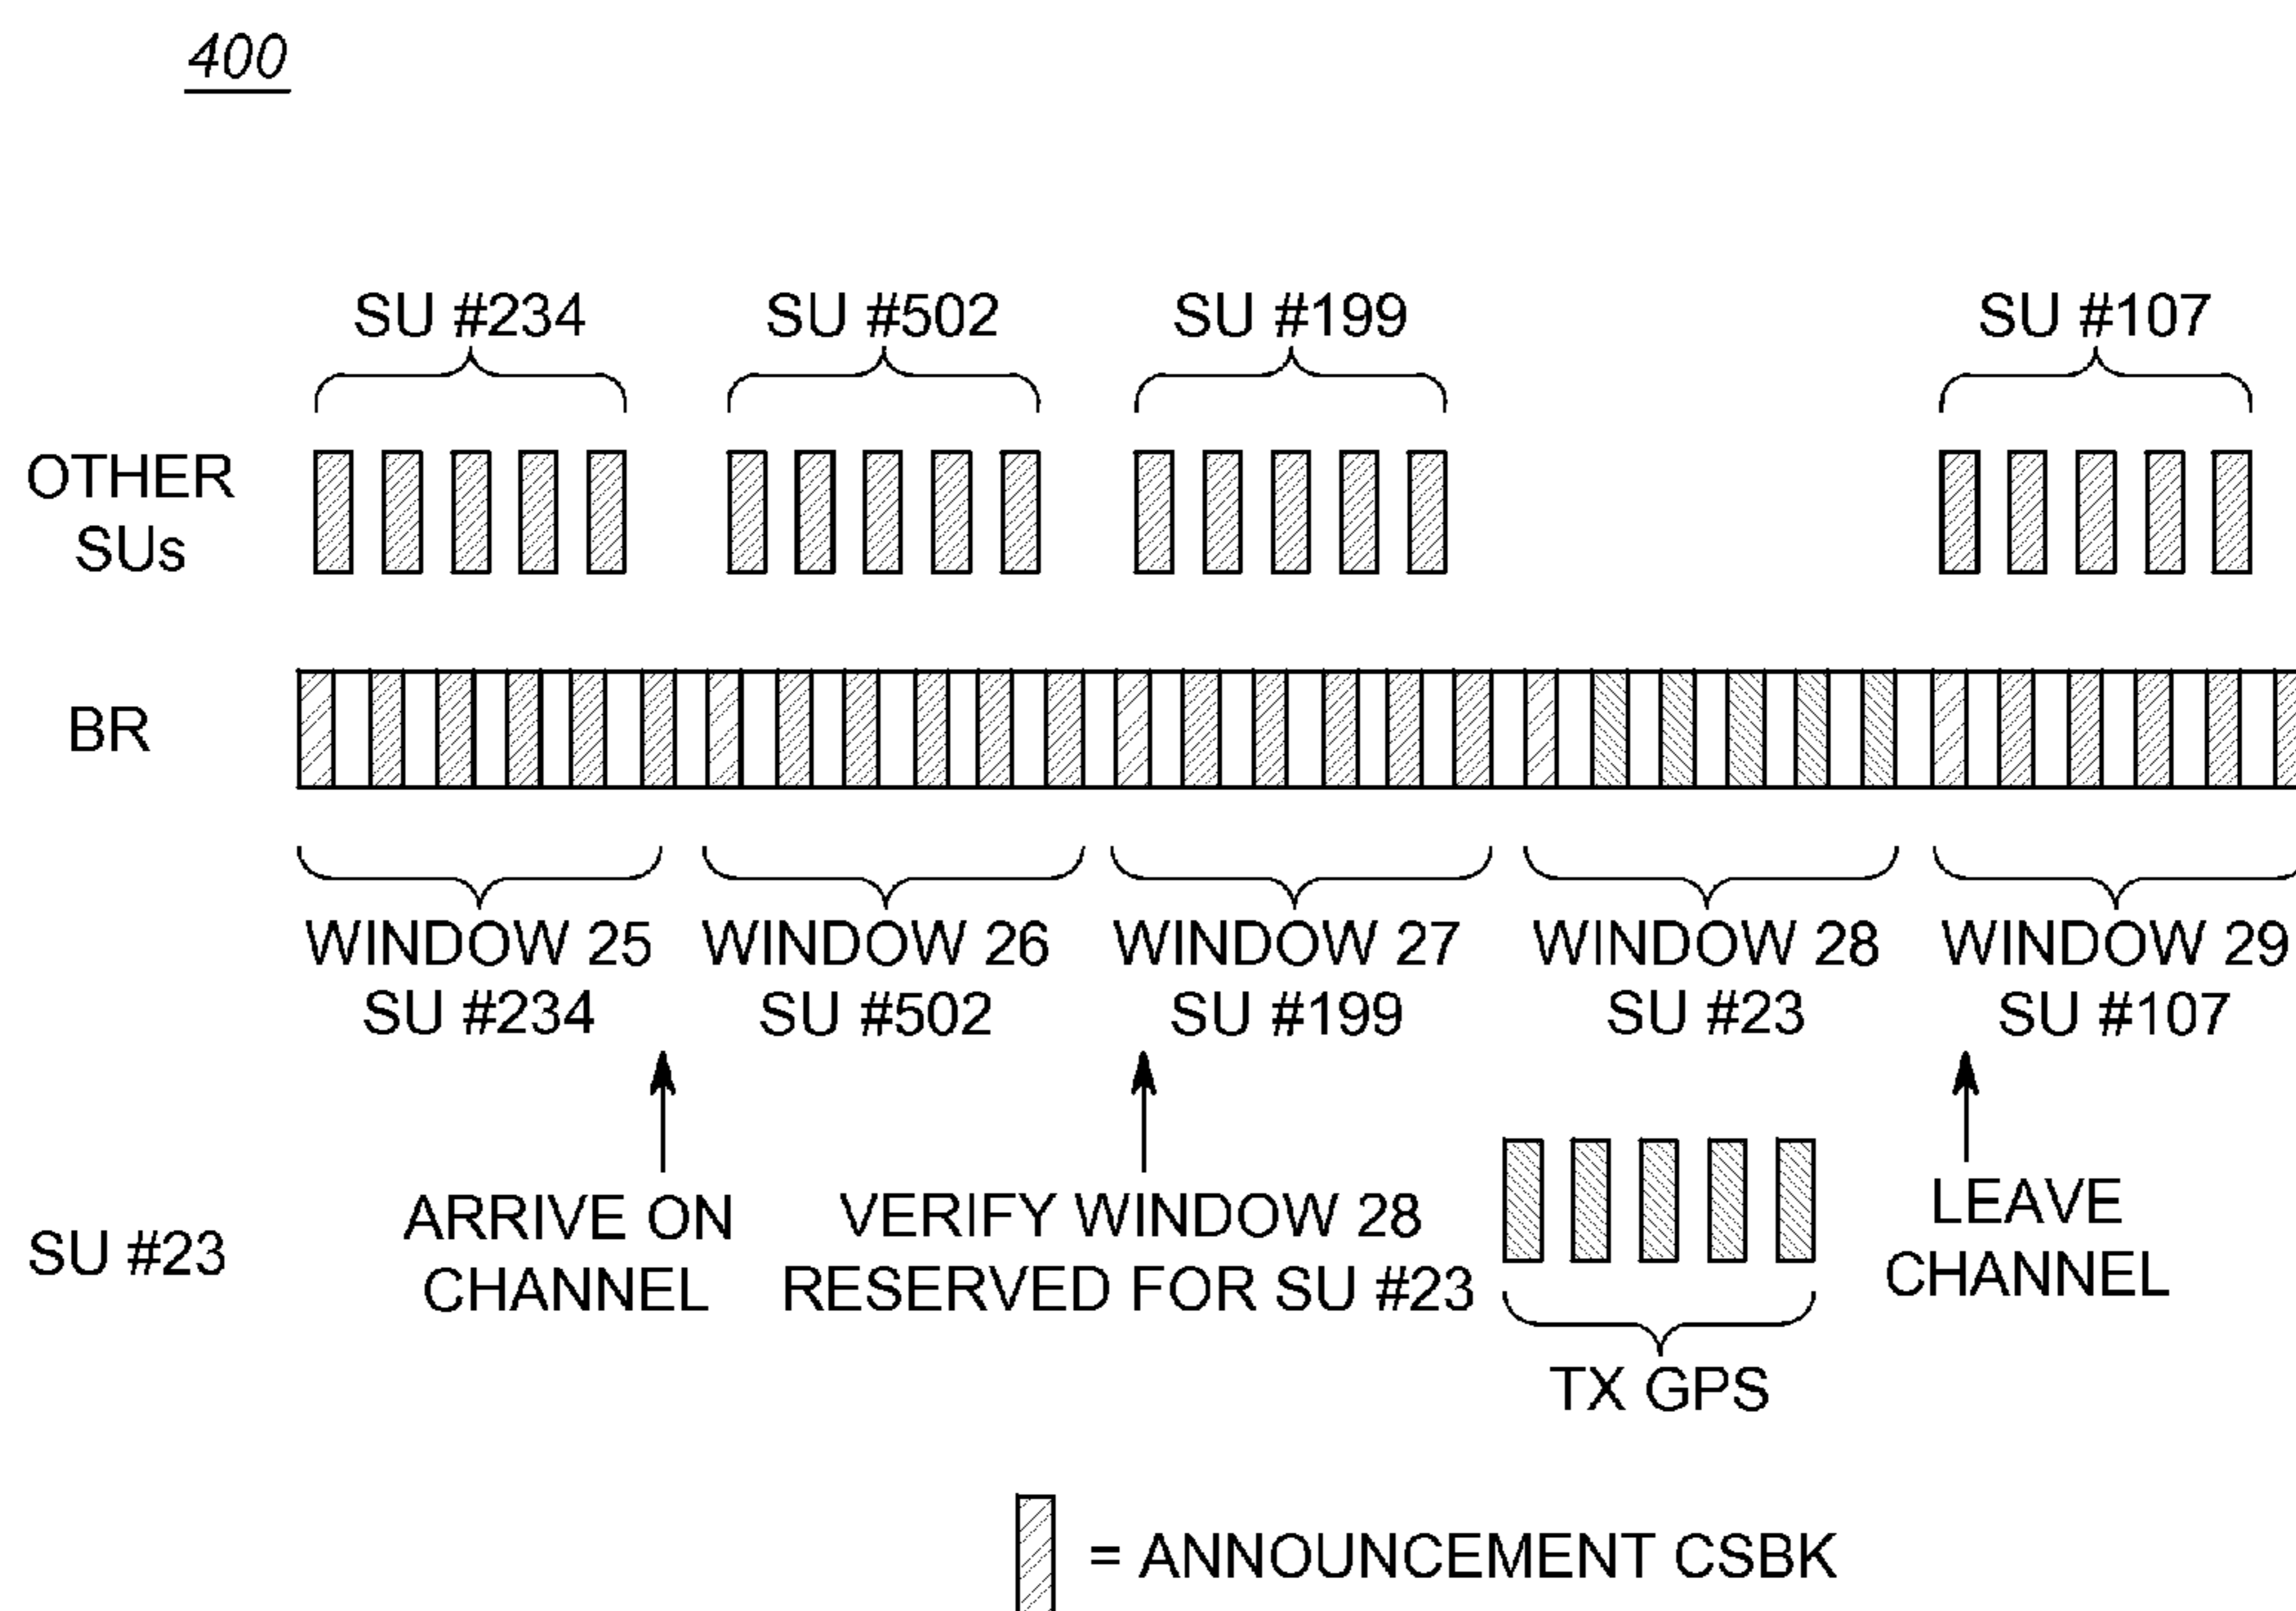 400
SU #234
SU #502
SU #199
SU #107
OTHER
SUs
BR
WINDOW 25
SU #234
WINDOW 26
SU #502
WINDOW 27
SU #199
WINDOW 28
SU #23
WINDOW 29
SU #107
SU #23
ARRIVE ON
CHANNEL
VERIFY WINDOW 28
RESERVED FOR SU #23
TX GPS
LEAVE
CHANNEL
= ANNOUNCEMENT CSBK